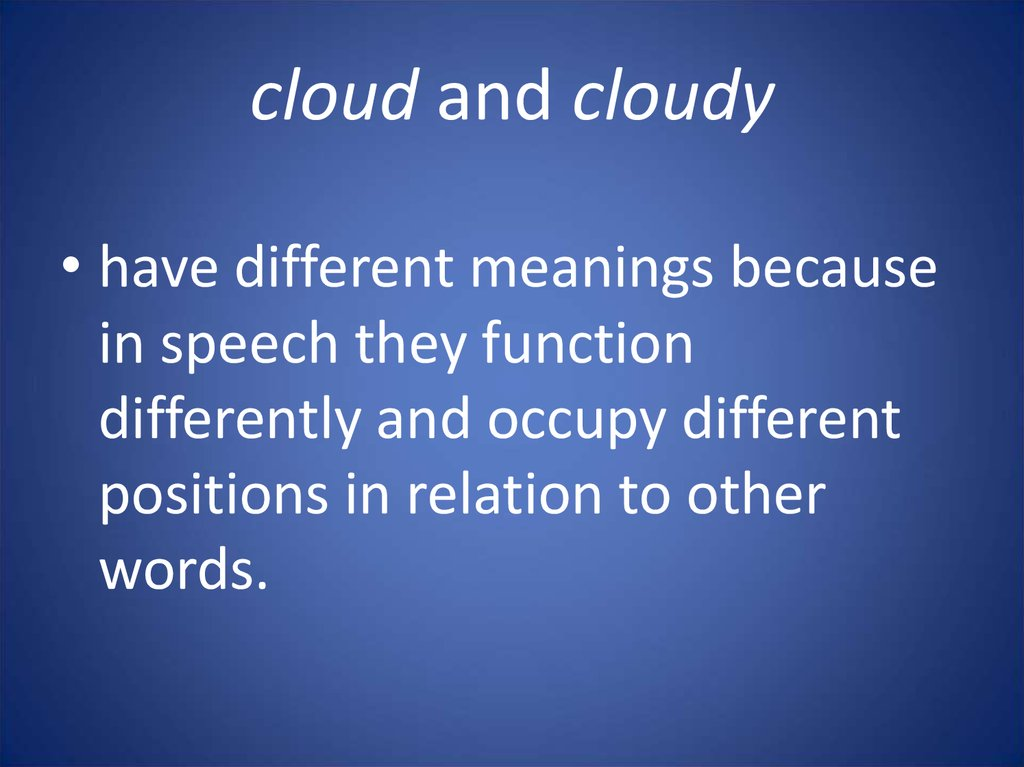 cloud and cloudy
• have different meanings because
in speech they function
differently and occupy different
positions in relation to other
words.